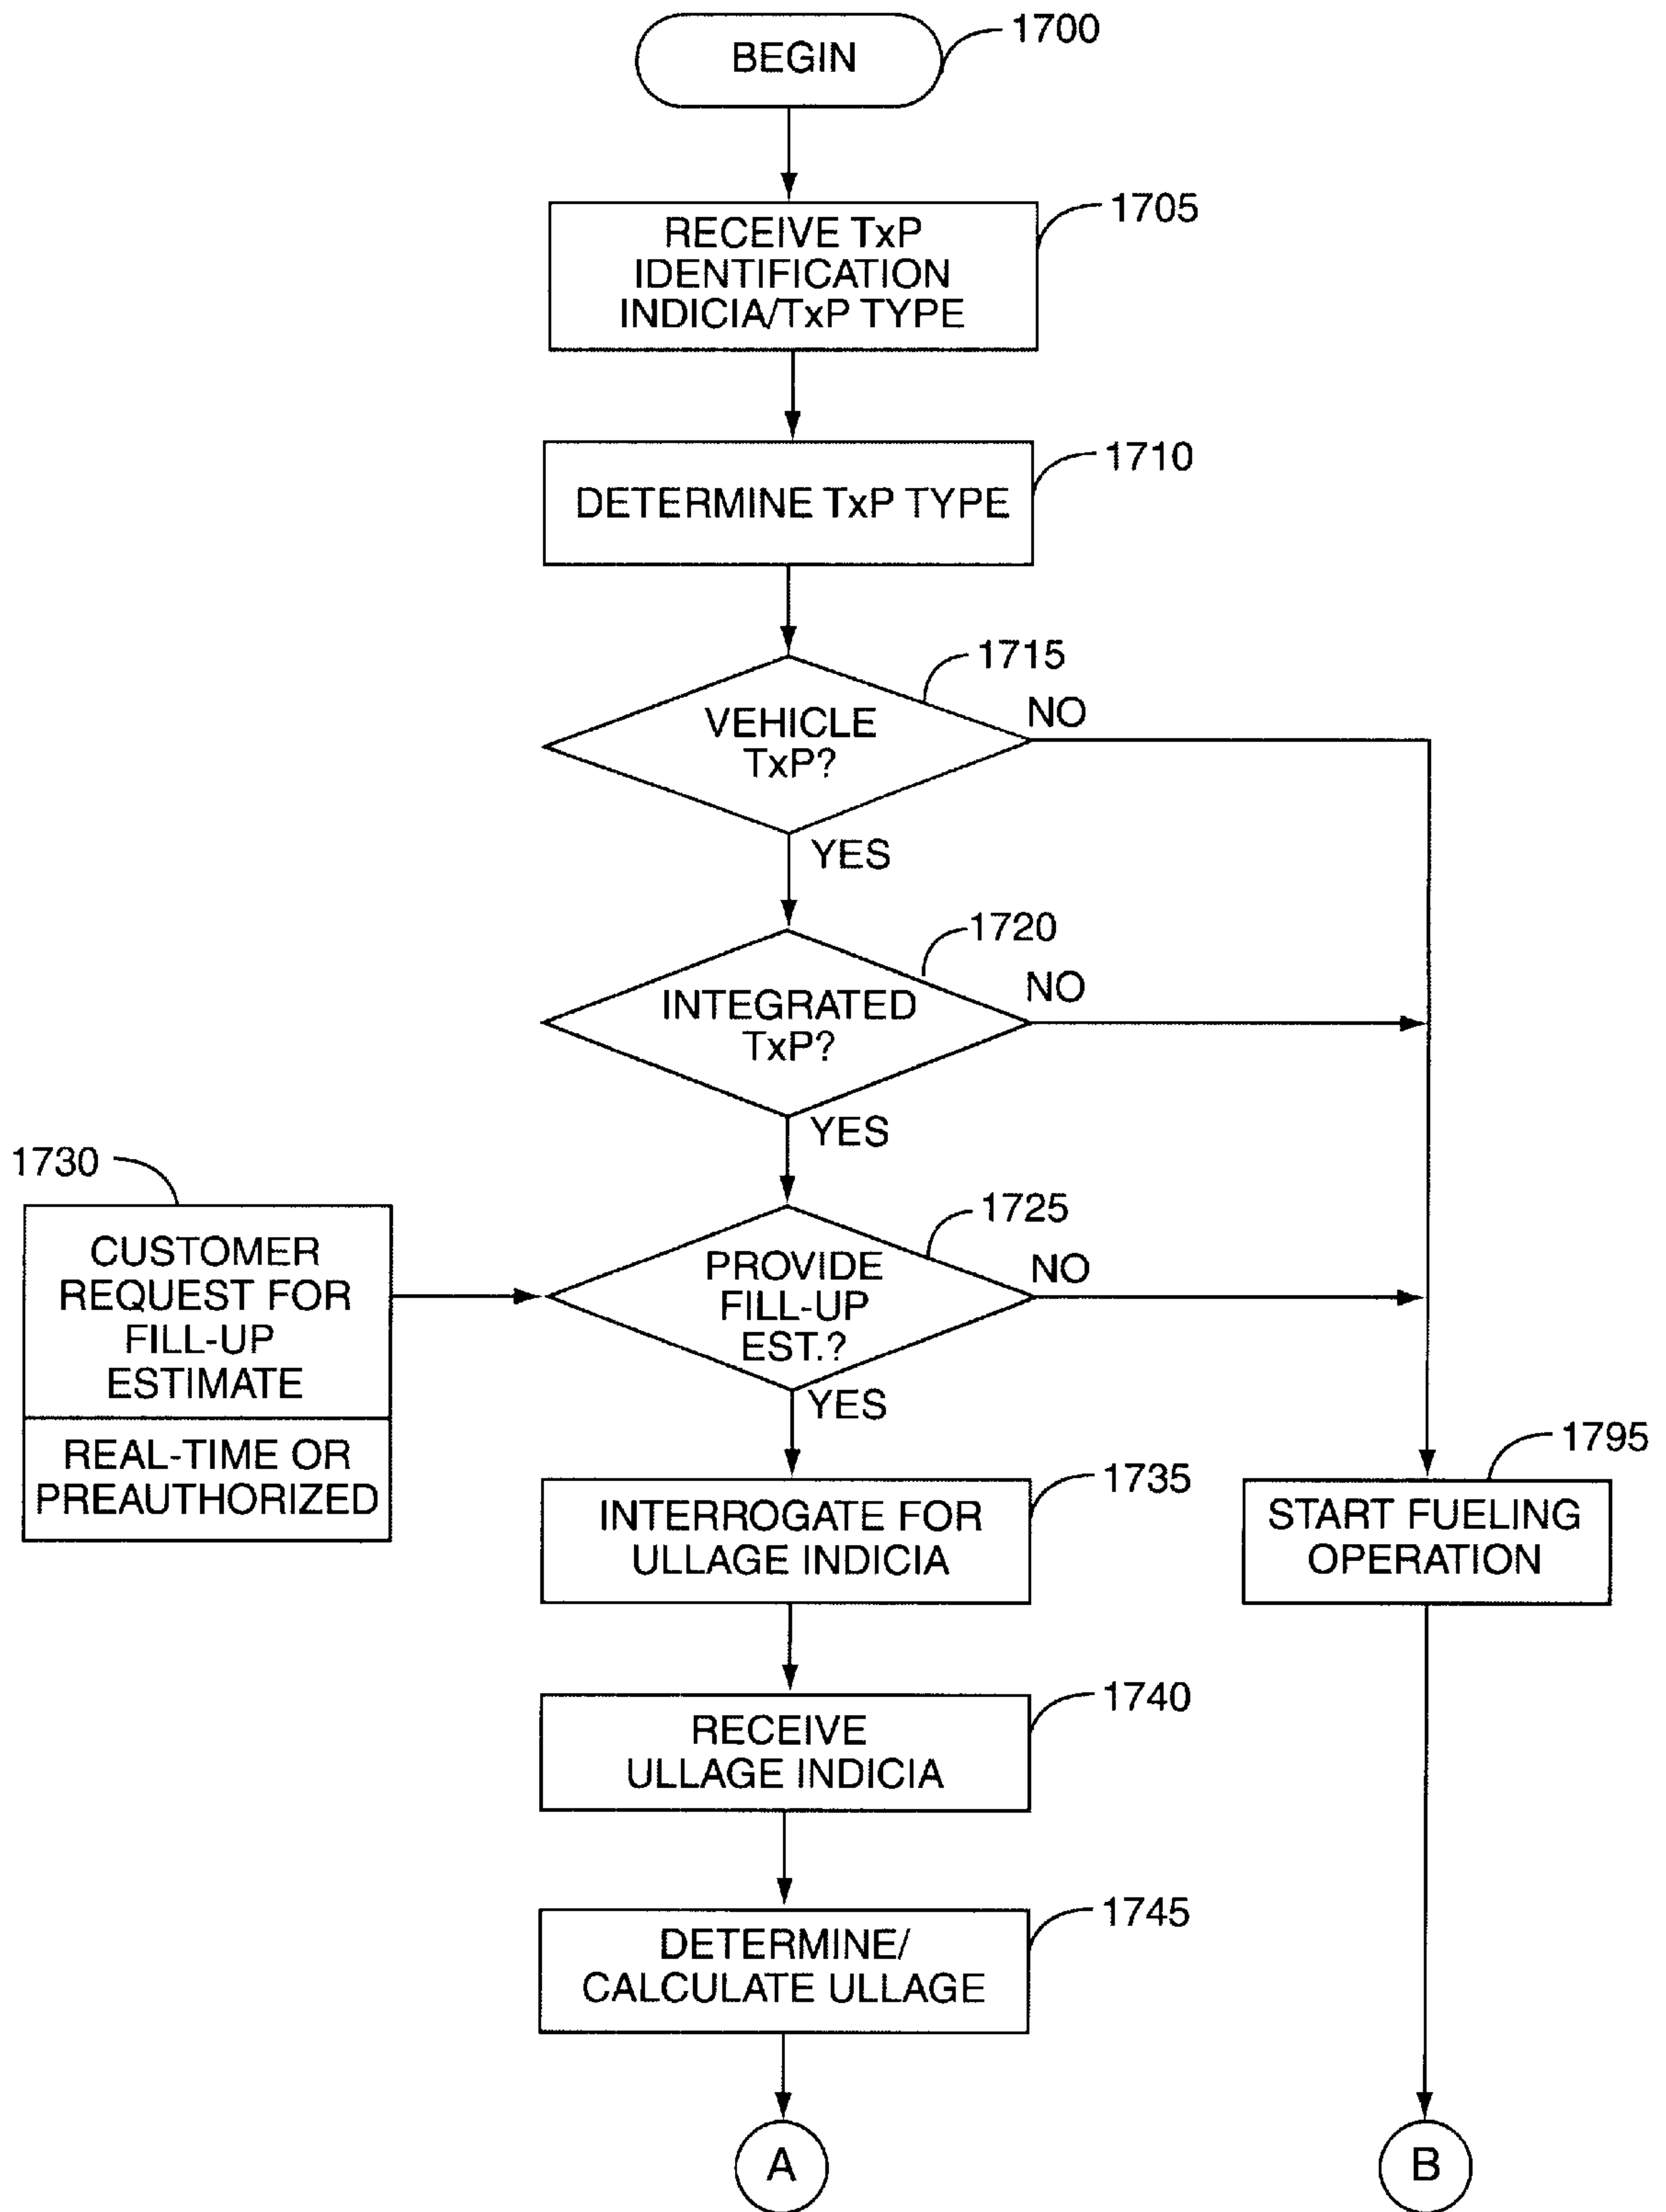 BEGIN
1700
RECEIVE TxP
IDENTIFICATION
INDICIA/TxP TYPE
1705
DETERMINE TxP TYPE
1710
VEHICLE
TxP?
1715
NO
YES
INTEGRATED
TxP?
1720
NO
YES
1730
CUSTOMER
REQUEST FOR
FILL-UP
ESTIMATE
REAL-TIME OR
PREAUTHORIZED
PROVIDE
FILL-UP
EST.?
1725
NO
YES
INTERROGATE FOR
ULLAGE INDICIA
1735
START FUELING
OPERATION
1795
RECEIVE
ULLAGE INDICIA
1740
DETERMINE/
CALCULATE ULLAGE
1745
A
B